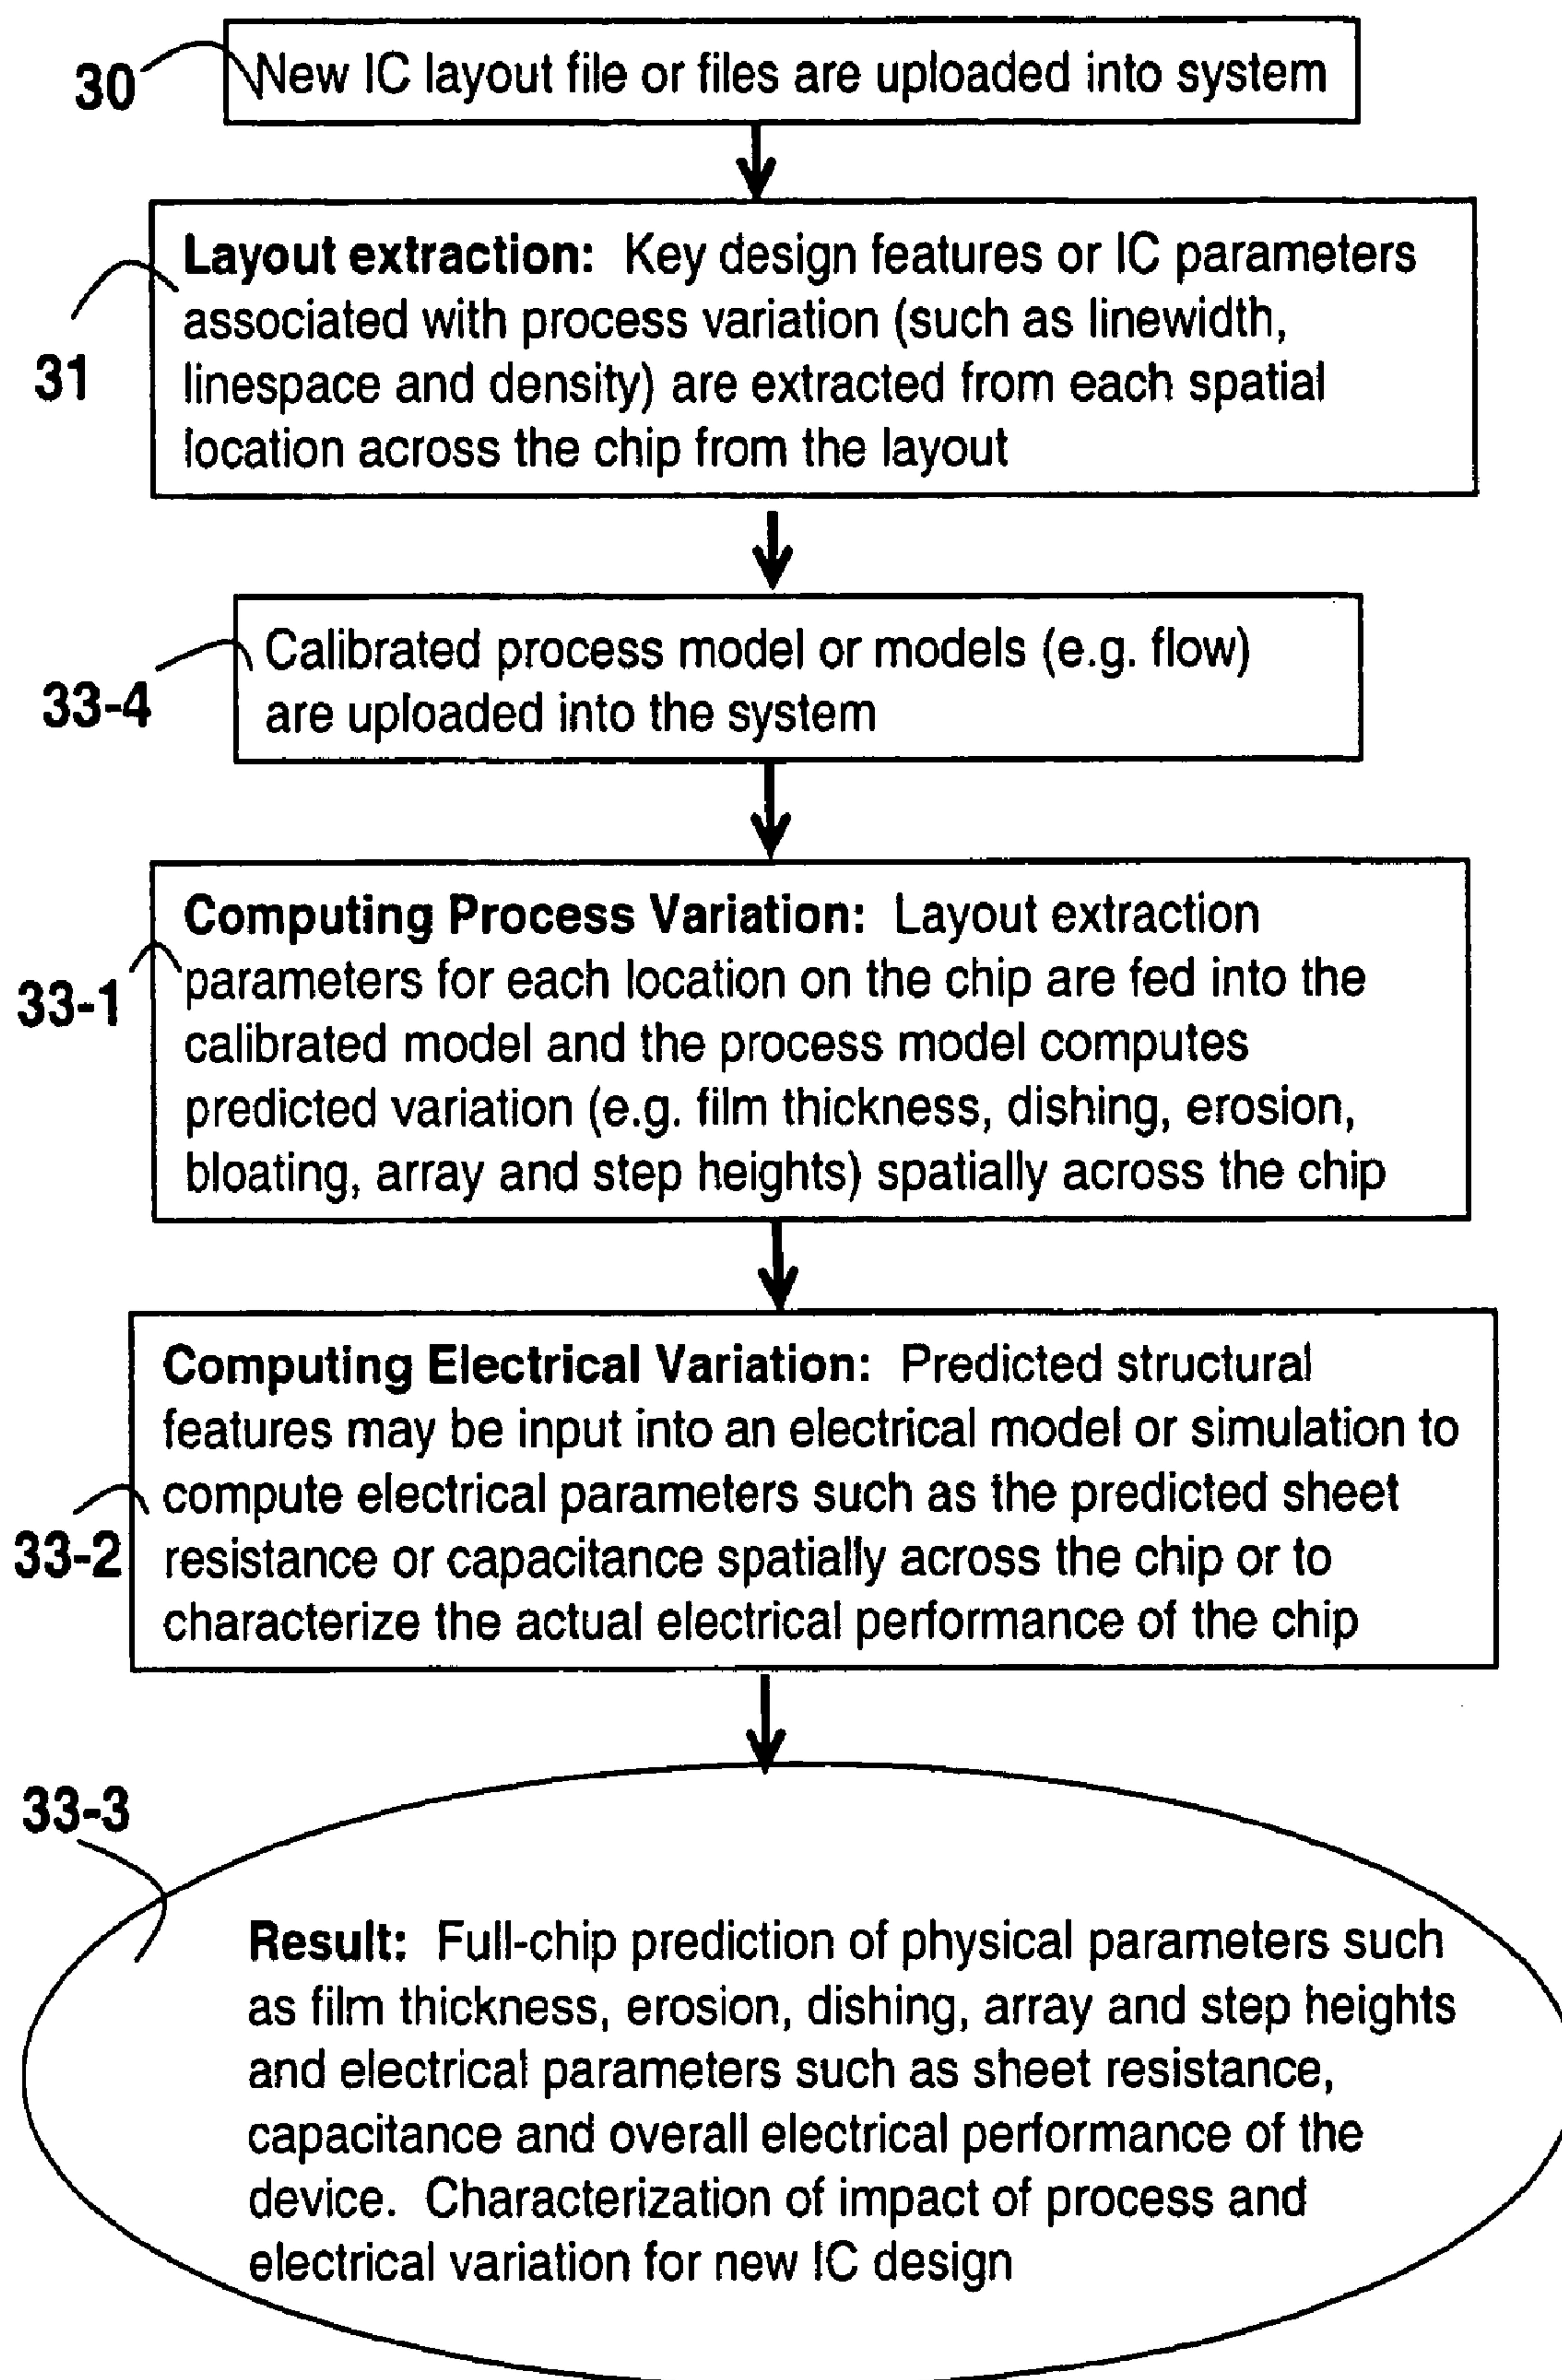 30
New IC layout file or files are uploaded into system
31
Layout extraction: Key design features or IC parameters
associated with process variation (such as linewidth,
linespace and density) are extracted from each spatial
location across the chip from the layout
33-4
Calibrated process model or models (e.g. flow)
are uploaded into the system
33-1
Computing Process Variation: Layout extraction
parameters for each location on the chip are fed into the
calibrated model and the process model computes
predicted variation (e.g. film thickness, dishing, erosion,
bloating, array and step heights) spatially across the chip
33-2
Computing Electrical Variation: Predicted structural
features may be input into an electrical model or simulation to
compute electrical parameters such as the predicted sheet
resistance or capacitance spatially across the chip or to
characterize the actual electrical performance of the chip
33-3
Result: Full-chip prediction of physical parameters such
as film thickness, erosion, dishing, array and step heights
and electrical parameters such as sheet resistance,
capacitance and overall electrical performance of the
device. Characterization of impact of process and
electrical variation for new IC design